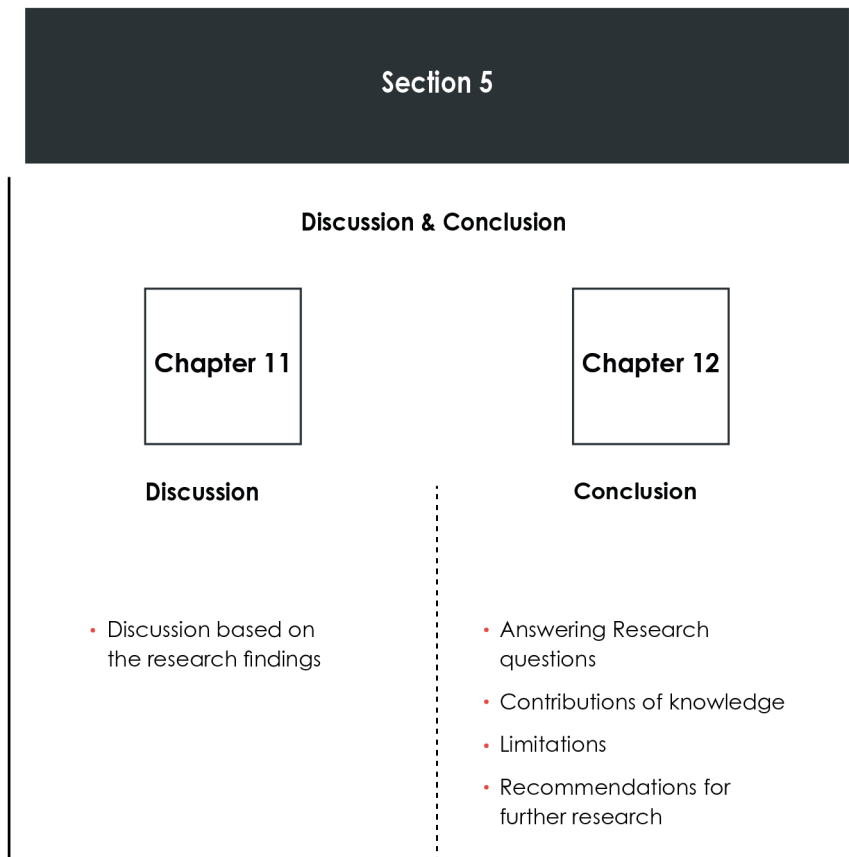 Section 5
Discussion & Conclusion
Chapter 11
Discussion
• Discussion based on
the research findings
Chapter 12
Conclusion
• Answering Research
questions
• Contributions of knowledge
• Limitations
• Recommendations for
further research